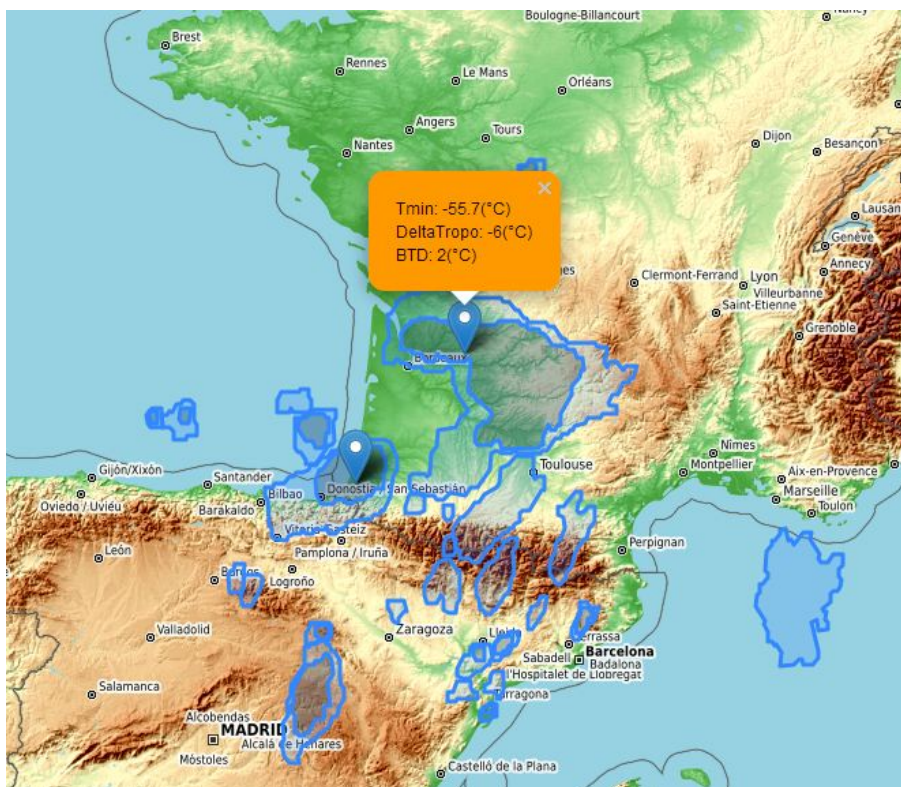 Boulogne-Billancourt
Nancy
Brest
Rennes
Le Mans
Orléans
Angers
Tours
Dijon
Besançon
Nantes
×
Tmin: -55.7(°C)
DeltaTropo: -6(°C)
BTD: 2(°C)
Lausan
Genève
Annecy
Clermont-Ferrand
Lyon
Villeurbanne
Saint-Etienne
Grenoble
Bordeaux
Toulouse
Nîmes
Montpellier
Aix-en-Provence
Marseille
Toulon
Gijón/Xixón
Santander
Oviedo / Uviéu
Bilbao
Barakaldo
Donostia / San Sebastián
Vitoria-Gasteiz
Pamplona / Iruña
Perpignan
León
Burgos
Logroño
Valladolid
Zaragoza
Lleida
Terrassa
Sabadell
Barcelona
Badalona
l'Hospitalet de Llobregat
Tarragona
Salamanca
Alcobendas
MADRID
Alcalá de Henares
Móstoles
Castelló de la Plana